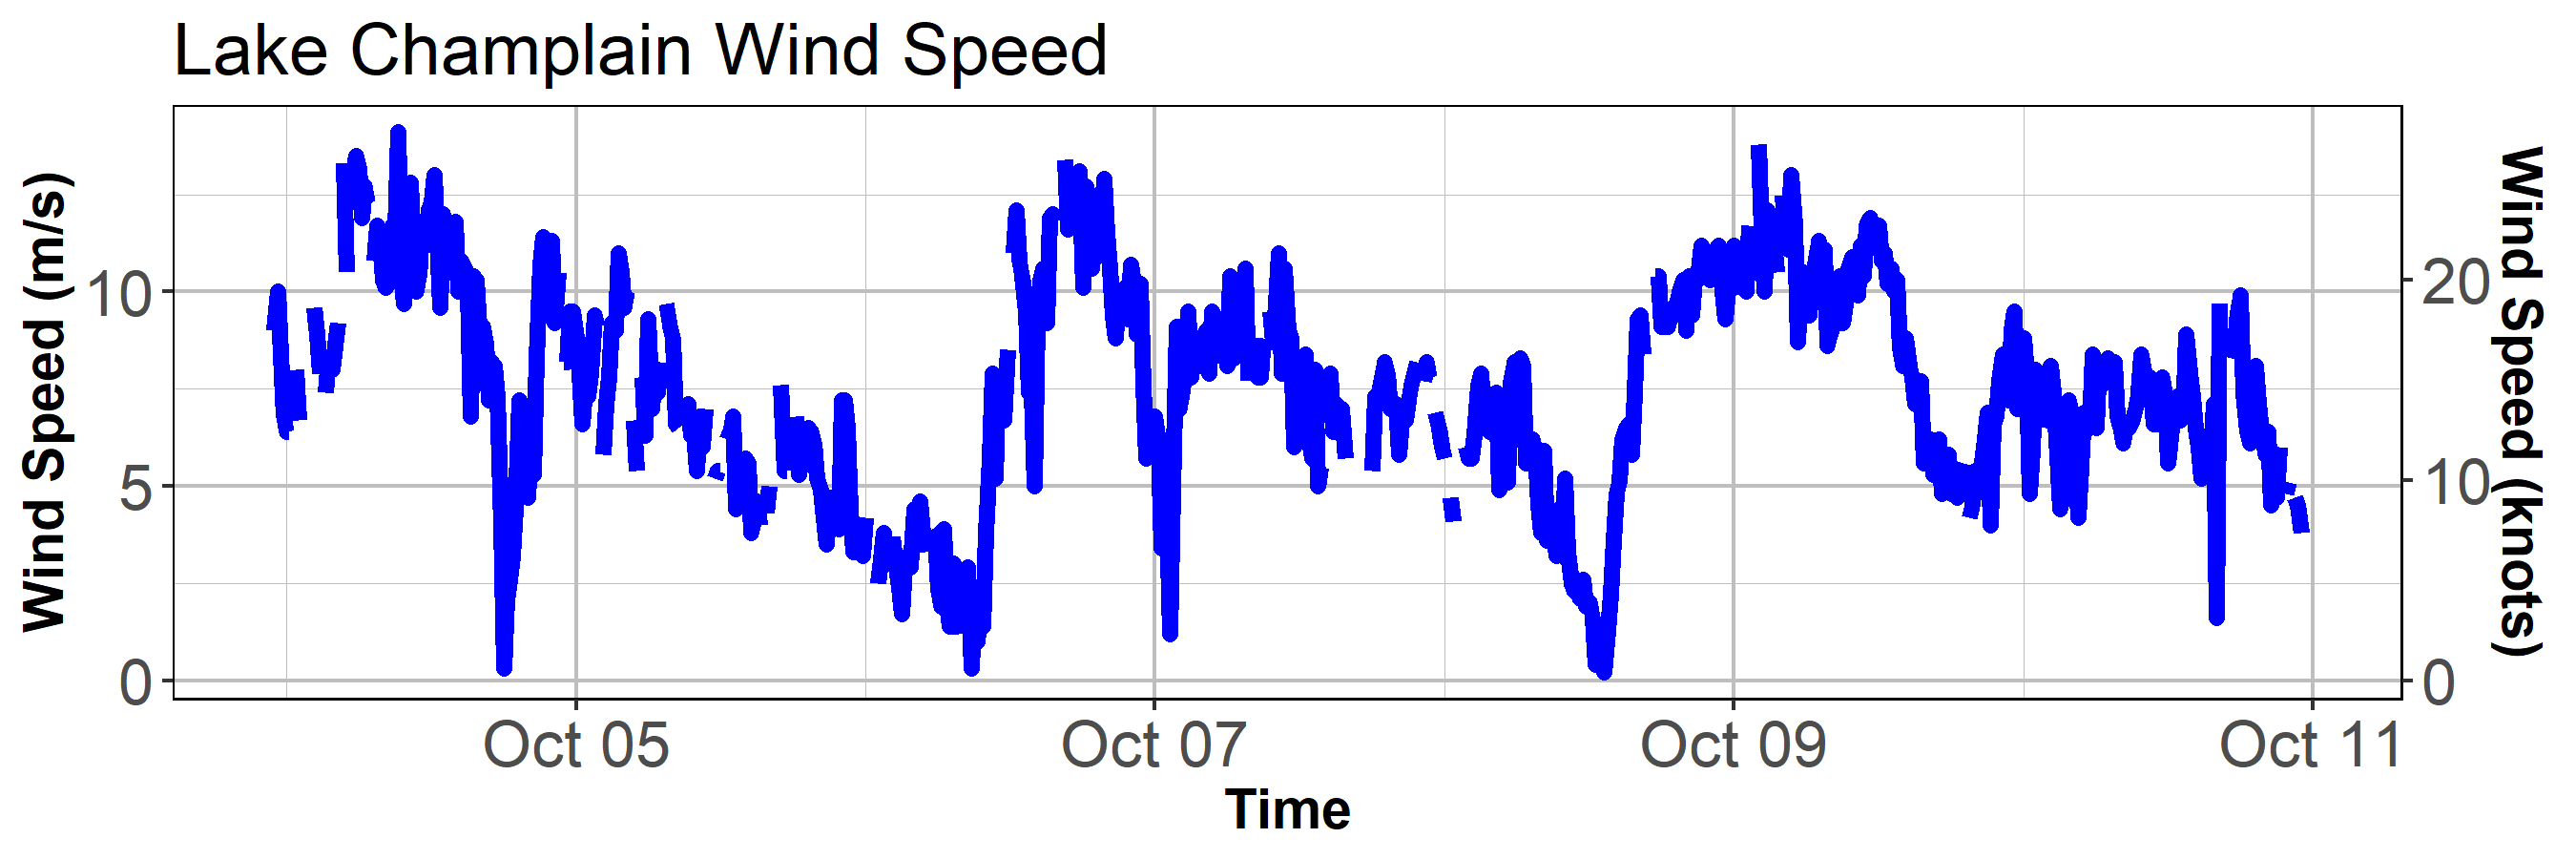 Lake Champlain Wind Speed
Wind Speed (m/s)
10
5
0
Wind Speed (knots)
20
10
0
Oct 05
Oct 07
Oct 09
Oct 11
Time